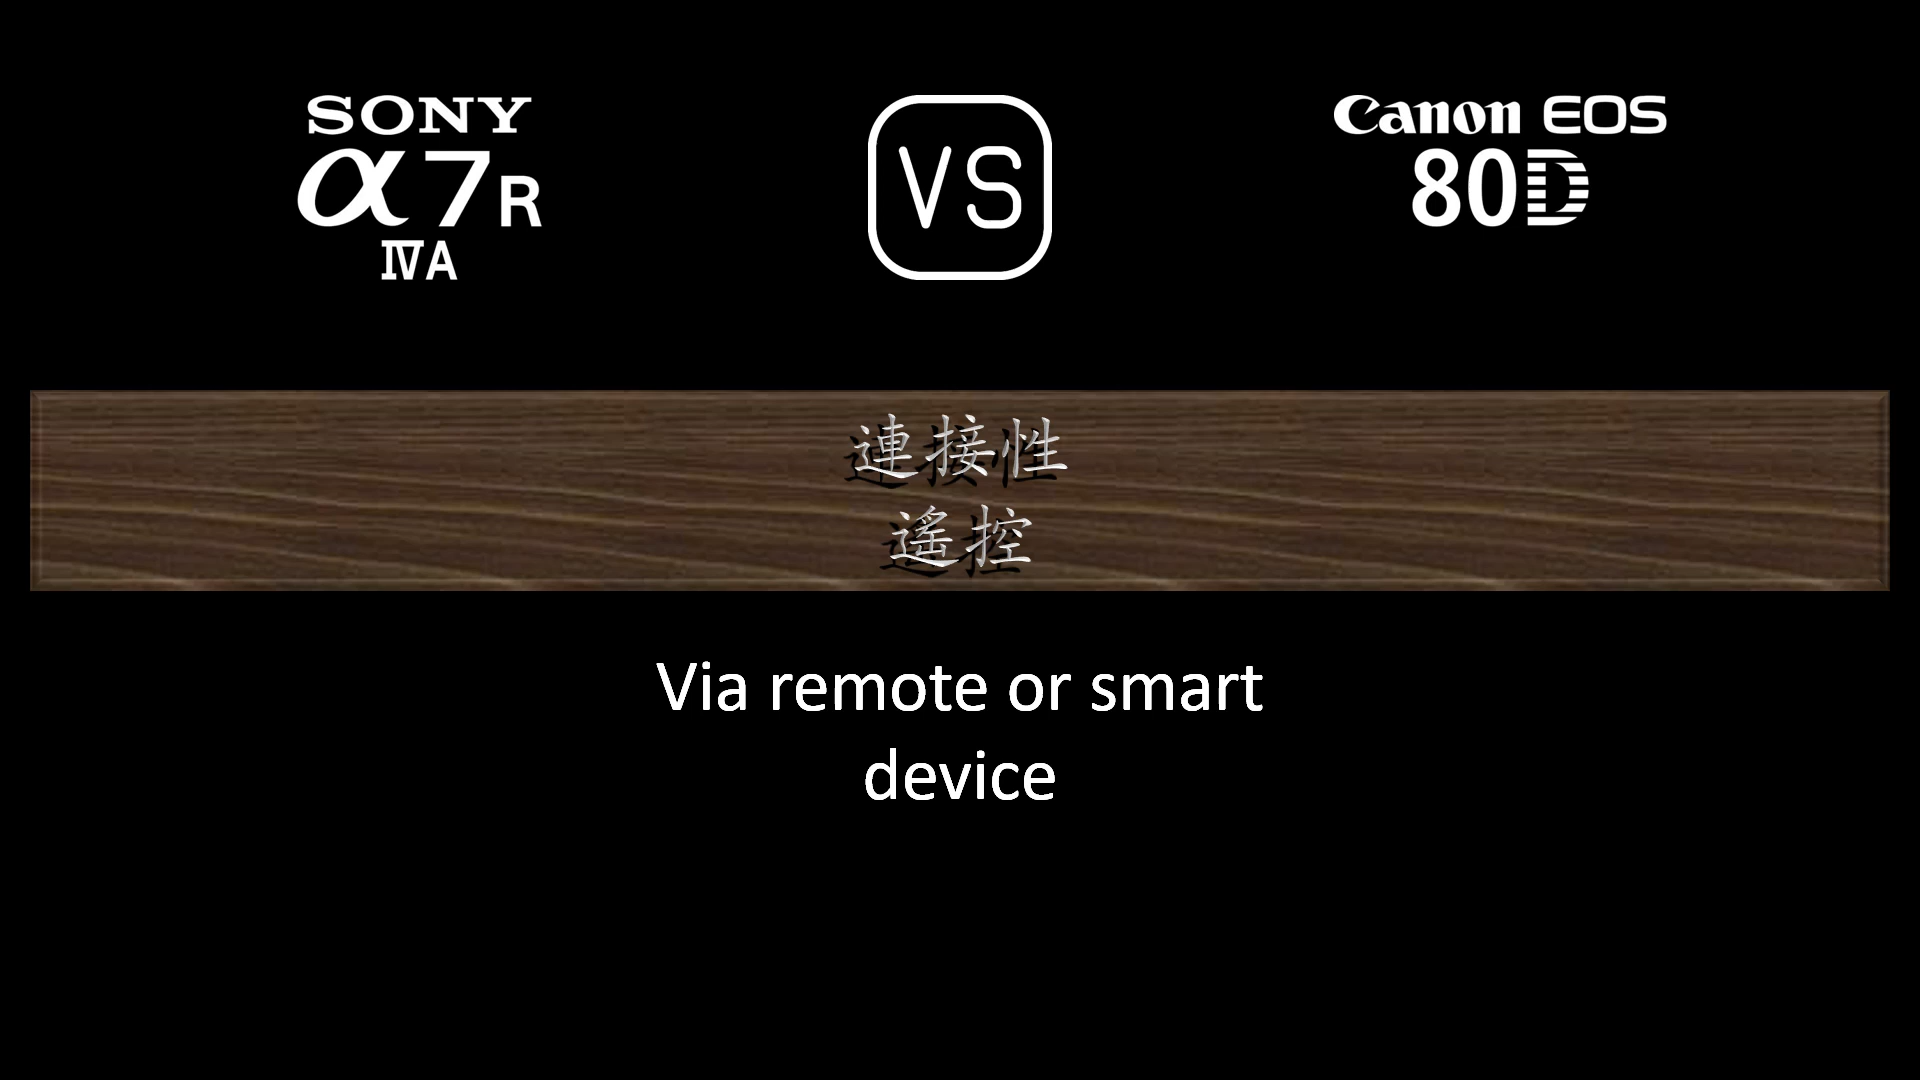 SONY
α7R
IVA
VS
Canon EOS
80D
連接性
遙控
Via remote or smart
device